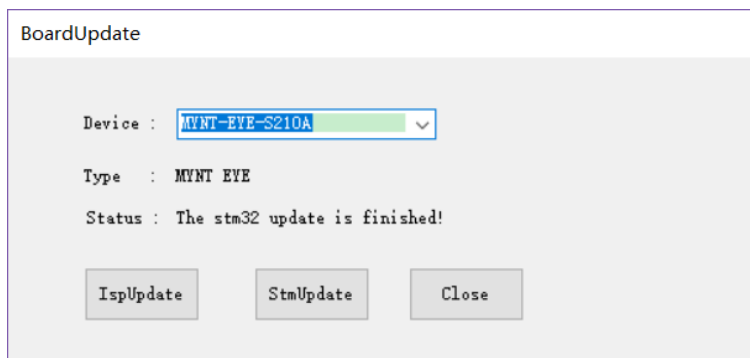 BoardUpdate
Device : MYNT-EYE-S210A
Type : MYNT EYE
Status : The stm32 update is finished!
IspUpdate StmUpdate Close